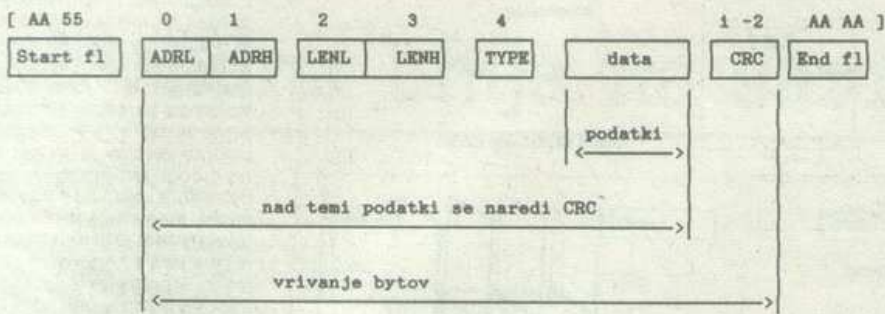 [ AA 55 0 1 2 3 4 i -2 AA AA ]
Start fl ADRL ADRH LENL LENH TYPE data CRC End fl
podatki
nad temi podatki se naredi CRC
vrivanje bytov